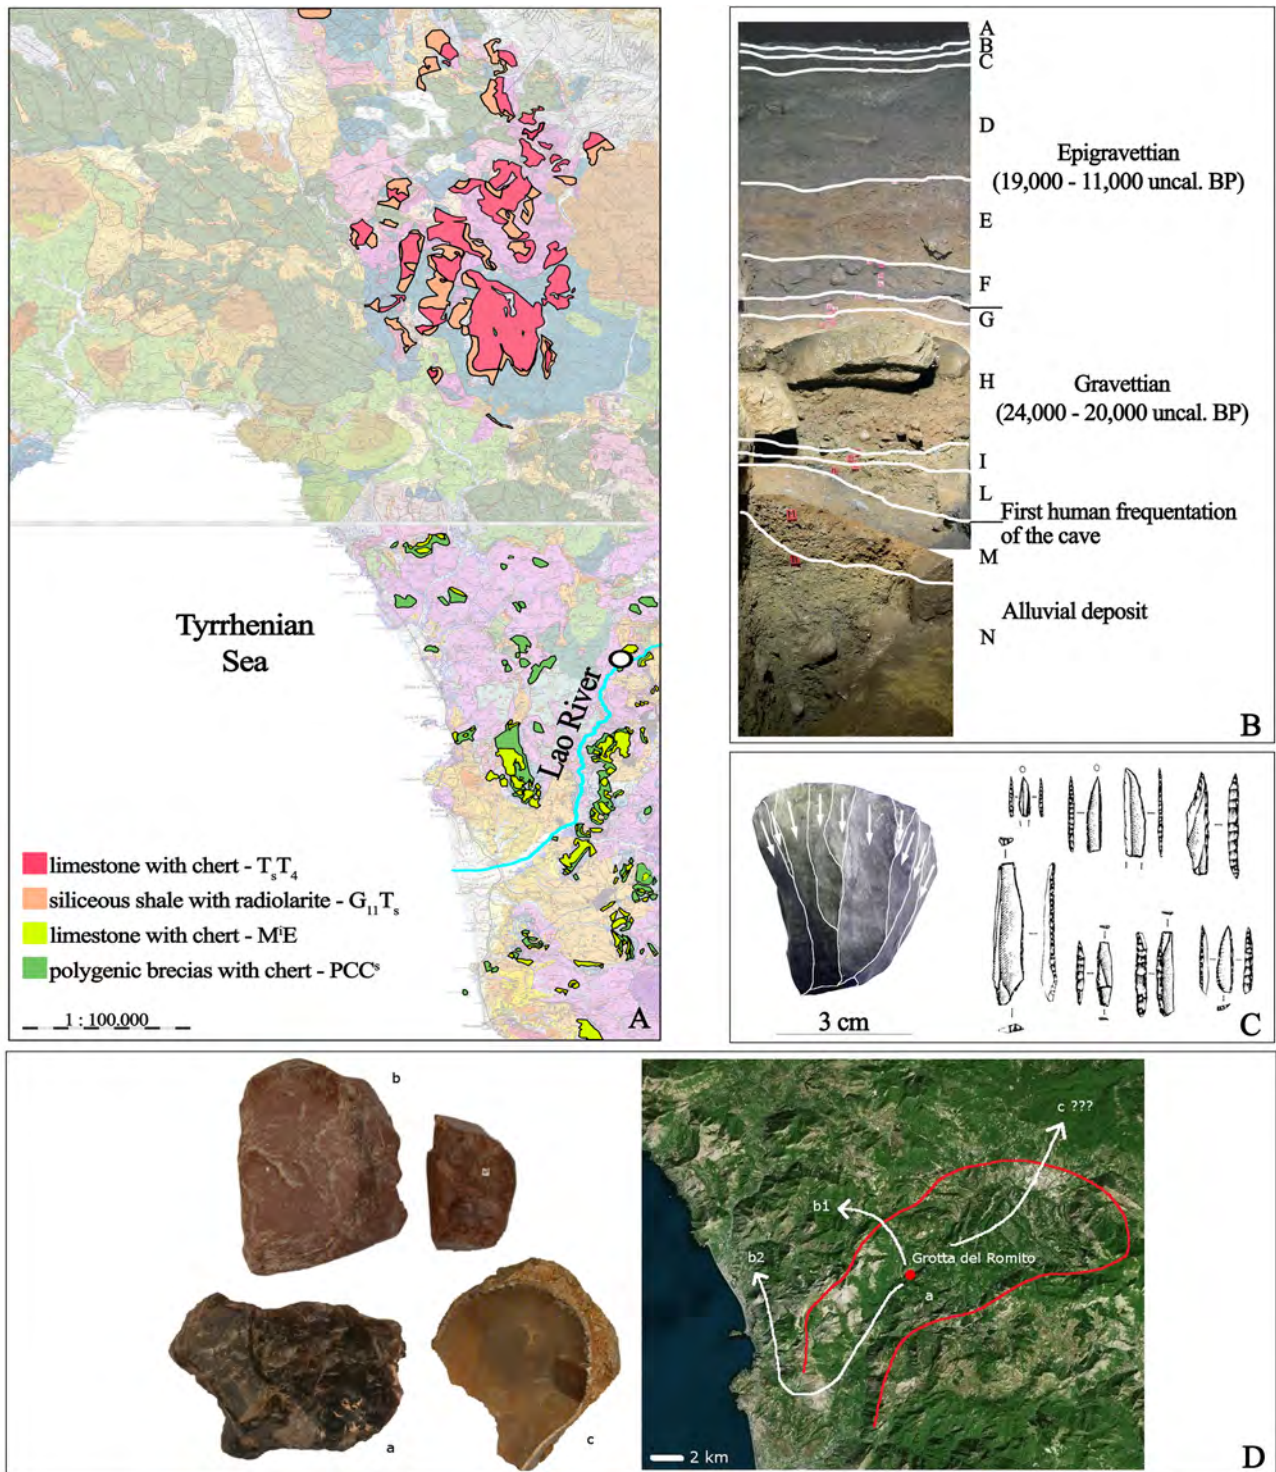 Tyrrhenian
Sea
Lao River
limestone with chert - TₛT₄
siliceous shale with radiolarite - G₁₁Tₛ
limestone with chert - MⁱE
polygenic brecias with chert - PCCˢ
1 : 100,000
A
A
B
C
D
Epigravettian
(19,000 - 11,000 uncal. BP)
E
F
G
H
Gravettian
(24,000 - 20,000 uncal. BP)
I
L
First human frequentation
of the cave
M
Alluvial deposit
N
B
3 cm
C
b
a
c
c ???
b1
b2
Grotta del Romito
a
2 km
D